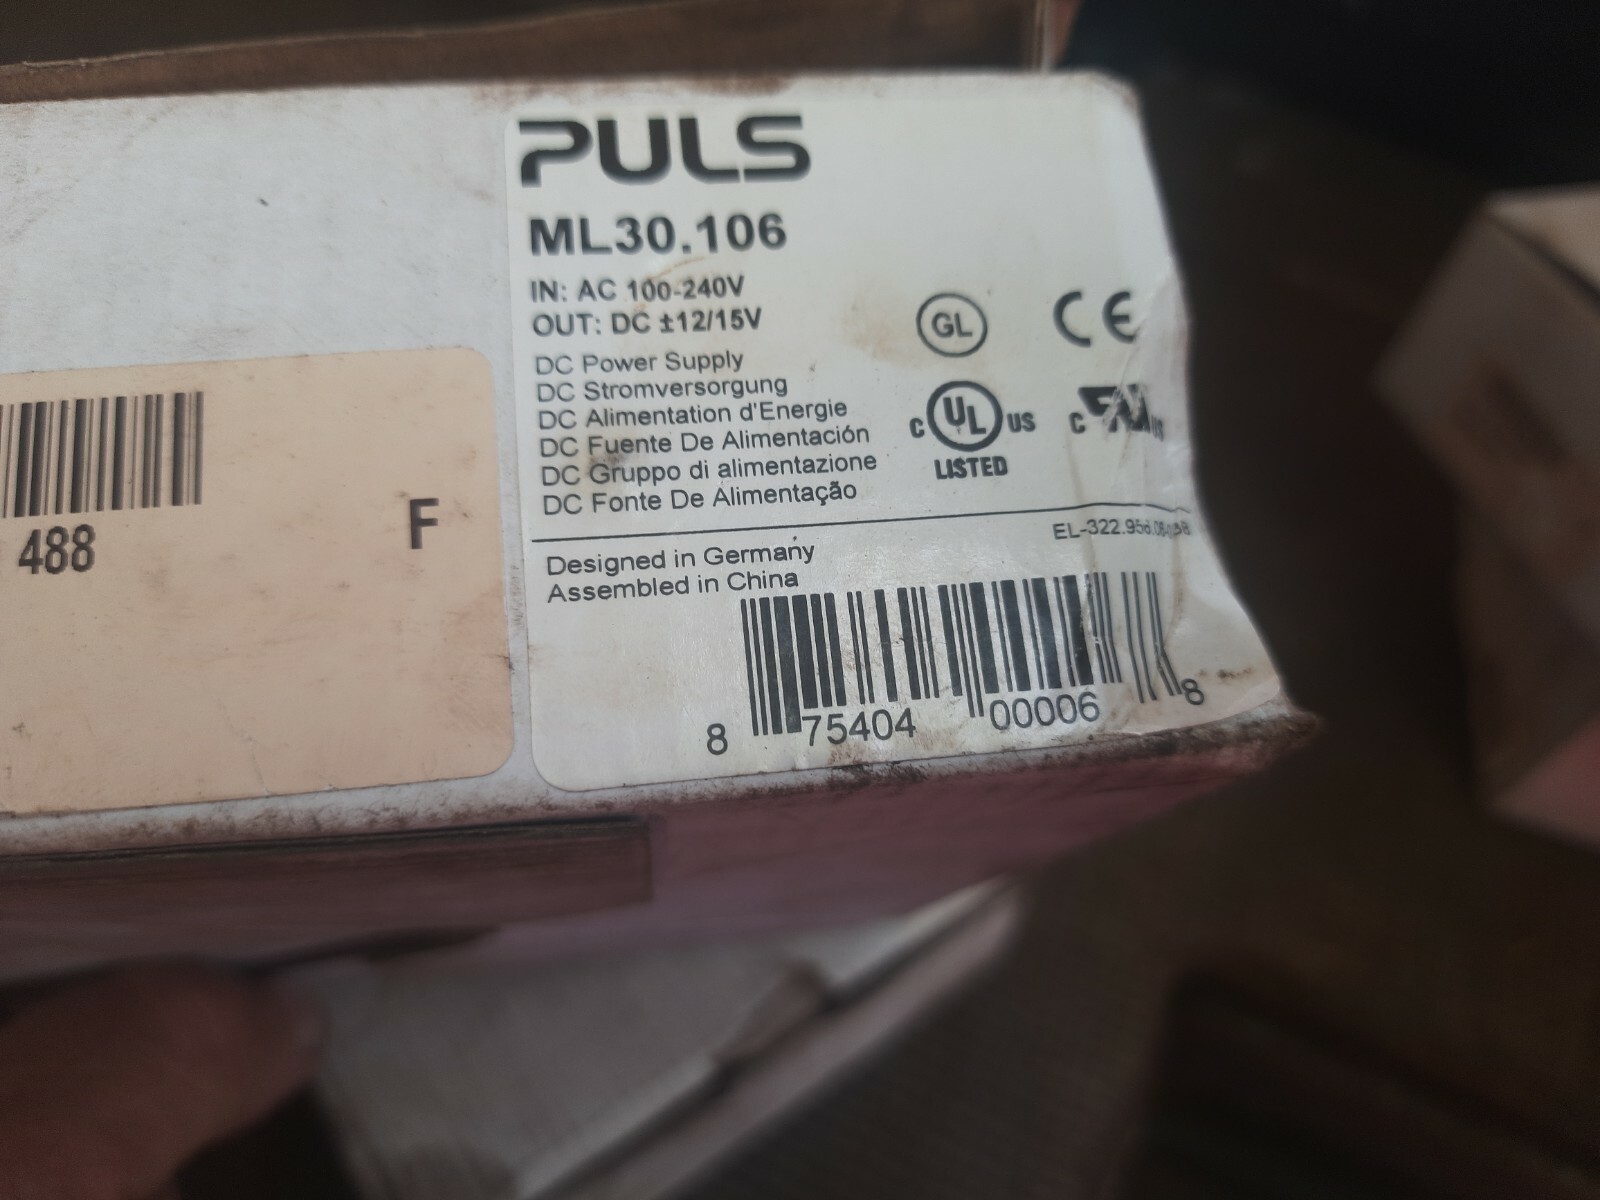 PULS
ML30.106
IN: AC 100-240V
OUT: DC ±12/15V
DC Power Supply
DC Stromversorgung
DC Alimentation d'Energie
DC Fuente De Alimentación
DC Gruppo di alimentazione
DC Fonte De Alimentação
GL
CE
C UL US
LISTED
C US
Designed in Germany
Assembled in China
8 75404 00006 8
488
F